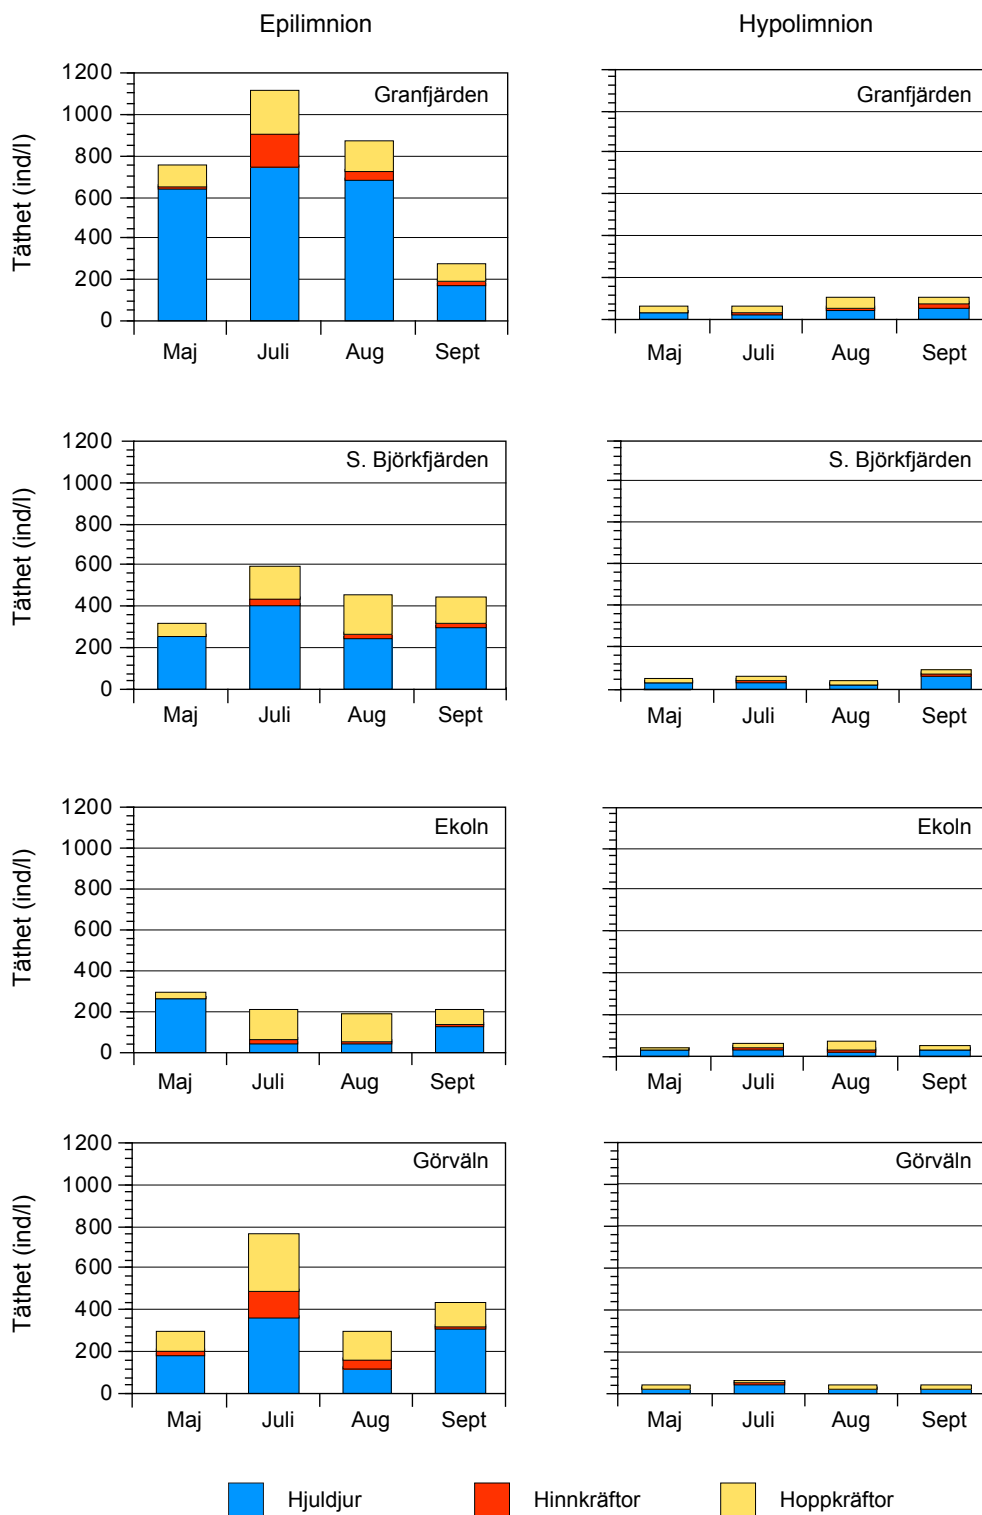 Epilimnion
Hypolimnion
Täthet (ind/l)
1200
1000
800
600
400
200
0
Granfjärden
Maj Juli Aug Sept
Granfjärden
Maj Juli Aug Sept
Täthet (ind/l)
1200
1000
800
600
400
200
0
S. Björkfjärden
Maj Juli Aug Sept
S. Björkfjärden
Maj Juli Aug Sept
Täthet (ind/l)
1200
1000
800
600
400
200
0
Ekoln
Maj Juli Aug Sept
Ekoln
Maj Juli Aug Sept
Täthet (ind/l)
1200
1000
800
600
400
200
0
Görväln
Maj Juli Aug Sept
Görväln
Maj Juli Aug Sept
Hjuldjur Hinnkräftor Hoppkräftor